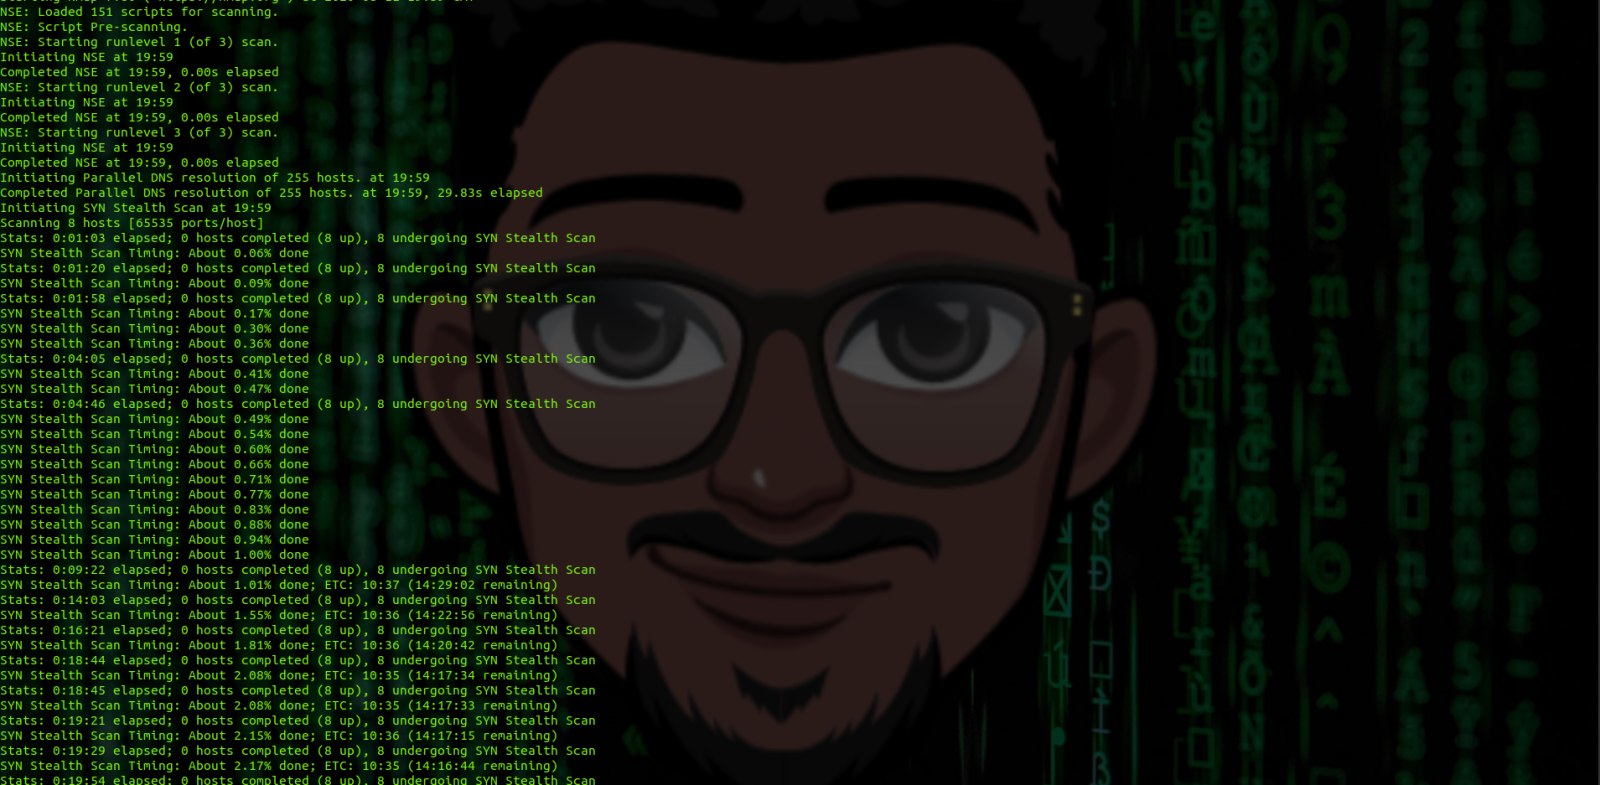 NSE: Loaded 151 scripts for scanning.
NSE: Script Pre-scanning.
NSE: Starting runlevel 1 (of 3) scan.
Initiating NSE at 19:59
Completed NSE at 19:59, 0.00s elapsed
NSE: Starting runlevel 2 (of 3) scan.
Initiating NSE at 19:59
Completed NSE at 19:59, 0.00s elapsed
NSE: Starting runlevel 3 (of 3) scan.
Initiating NSE at 19:59
Completed NSE at 19:59, 0.00s elapsed
Initiating Parallel DNS resolution of 255 hosts. at 19:59
Completed Parallel DNS resolution of 255 hosts. at 19:59, 29.83s elapsed
Initiating SYN Stealth Scan at 19:59
Scanning 8 hosts [65535 ports/host]
Stats: 0:01:03 elapsed; 0 hosts completed (8 up), 8 undergoing SYN Stealth Scan
SYN Stealth Scan Timing: About 0.06% done
Stats: 0:01:20 elapsed; 0 hosts completed (8 up), 8 undergoing SYN Stealth Scan
SYN Stealth Scan Timing: About 0.09% done
Stats: 0:01:58 elapsed; 0 hosts completed (8 up), 8 undergoing SYN Stealth Scan
SYN Stealth Scan Timing: About 0.17% done
SYN Stealth Scan Timing: About 0.30% done
SYN Stealth Scan Timing: About 0.36% done
Stats: 0:04:05 elapsed; 0 hosts completed (8 up), 8 undergoing SYN Stealth Scan
SYN Stealth Scan Timing: About 0.41% done
SYN Stealth Scan Timing: About 0.47% done
Stats: 0:04:46 elapsed; 0 hosts completed (8 up), 8 undergoing SYN Stealth Scan
SYN Stealth Scan Timing: About 0.49% done
SYN Stealth Scan Timing: About 0.54% done
SYN Stealth Scan Timing: About 0.60% done
SYN Stealth Scan Timing: About 0.66% done
SYN Stealth Scan Timing: About 0.71% done
SYN Stealth Scan Timing: About 0.77% done
SYN Stealth Scan Timing: About 0.83% done
SYN Stealth Scan Timing: About 0.88% done
SYN Stealth Scan Timing: About 0.94% done
SYN Stealth Scan Timing: About 1.00% done
Stats: 0:09:22 elapsed; 0 hosts completed (8 up), 8 undergoing SYN Stealth Scan
SYN Stealth Scan Timing: About 1.01% done; ETC: 10:37 (14:29:02 remaining)
Stats: 0:14:03 elapsed; 0 hosts completed (8 up), 8 undergoing SYN Stealth Scan
SYN Stealth Scan Timing: About 1.55% done; ETC: 10:36 (14:22:56 remaining)
Stats: 0:16:21 elapsed; 0 hosts completed (8 up), 8 undergoing SYN Stealth Scan
SYN Stealth Scan Timing: About 1.81% done; ETC: 10:36 (14:20:42 remaining)
Stats: 0:18:44 elapsed; 0 hosts completed (8 up), 8 undergoing SYN Stealth Scan
SYN Stealth Scan Timing: About 2.08% done; ETC: 10:35 (14:17:34 remaining)
Stats: 0:18:45 elapsed; 0 hosts completed (8 up), 8 undergoing SYN Stealth Scan
SYN Stealth Scan Timing: About 2.08% done; ETC: 10:35 (14:17:33 remaining)
Stats: 0:19:21 elapsed; 0 hosts completed (8 up), 8 undergoing SYN Stealth Scan
SYN Stealth Scan Timing: About 2.15% done; ETC: 10:36 (14:17:15 remaining)
Stats: 0:19:29 elapsed; 0 hosts completed (8 up), 8 undergoing SYN Stealth Scan
SYN Stealth Scan Timing: About 2.17% done; ETC: 10:35 (14:16:44 remaining)
Stats: 0:19:54 elapsed; 0 hosts completed (8 up), 8 undergoing SYN Stealth Scan